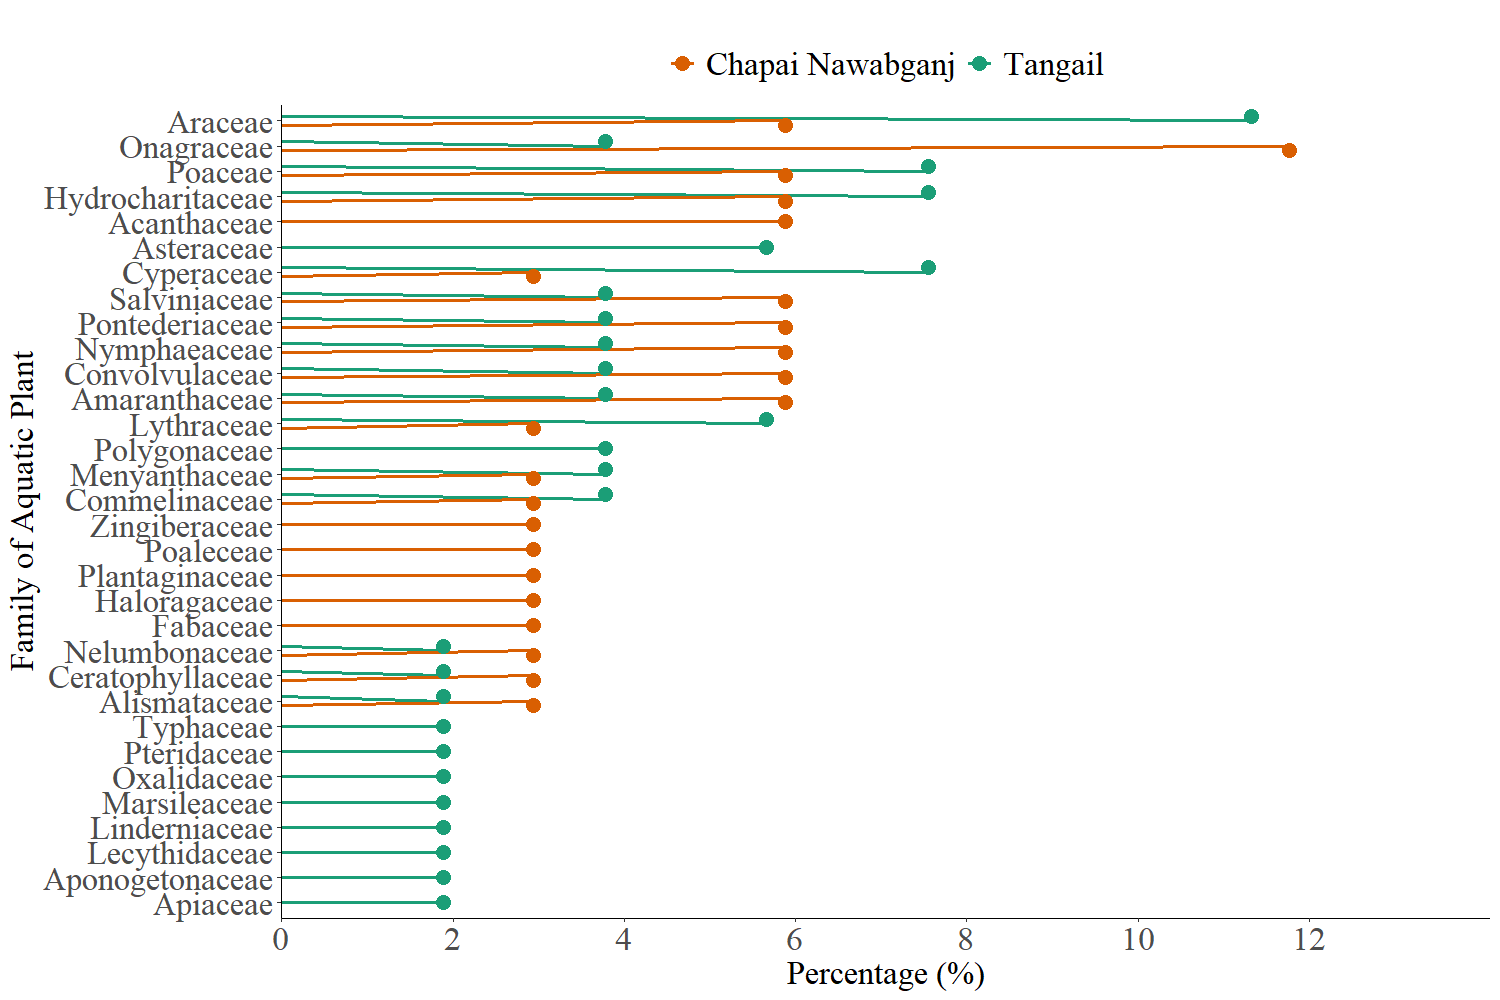 Chapai Nawabganj Tangail
Araceae
Onagraceae
Poaceae
Hydrocharitaceae
Acanthaceae
Asteraceae
Cyperaceae
Salviniaceae
Pontederiaceae
Nymphaeaceae
Convolvulaceae
Amaranthaceae
Lythraceae
Polygonaceae
Menyanthaceae
Commelinaceae
Zingiberaceae
Poaleceae
Plantaginaceae
Haloragaceae
Fabaceae
Nelumbonaceae
Ceratophyllaceae
Alismataceae
Typhaceae
Pteridaceae
Oxalidaceae
Marsileaceae
Linderniaceae
Lecythidaceae
Aponogetonaceae
Apiaceae
Family of Aquatic Plant
0 2 4 6 8 10 12
Percentage (%)